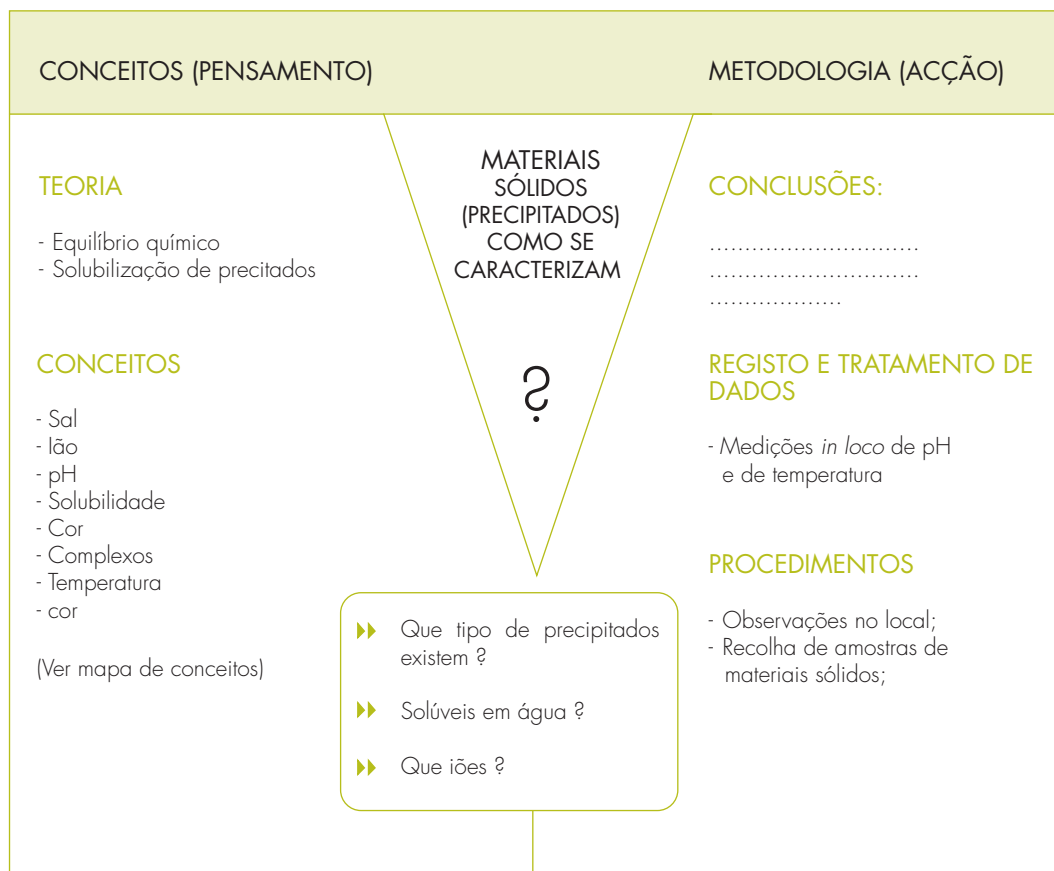 CONCEITOS (PENSAMENTO)
METODOLOGIA (ACÇÃO)
TEORIA
- Equilíbrio químico
- Solubilização de precitados
CONCEITOS
- Sal
- Ião
- pH
- Solubilidade
- Cor
- Complexos
- Temperatura
- cor
(Ver mapa de conceitos)
MATERIAIS
SÓLIDOS
(PRECIPITADOS)
COMO SE
CARACTERIZAM
?
Que tipo de precipitados
existem ?
Solúveis em água ?
Que iões ?
CONCLUSÕES:
..............................
..............................
...................
REGISTO E TRATAMENTO DE
DADOS
- Medições in loco de pH
e de temperatura
PROCEDIMENTOS
- Observações no local;
- Recolha de amostras de
materiais sólidos;